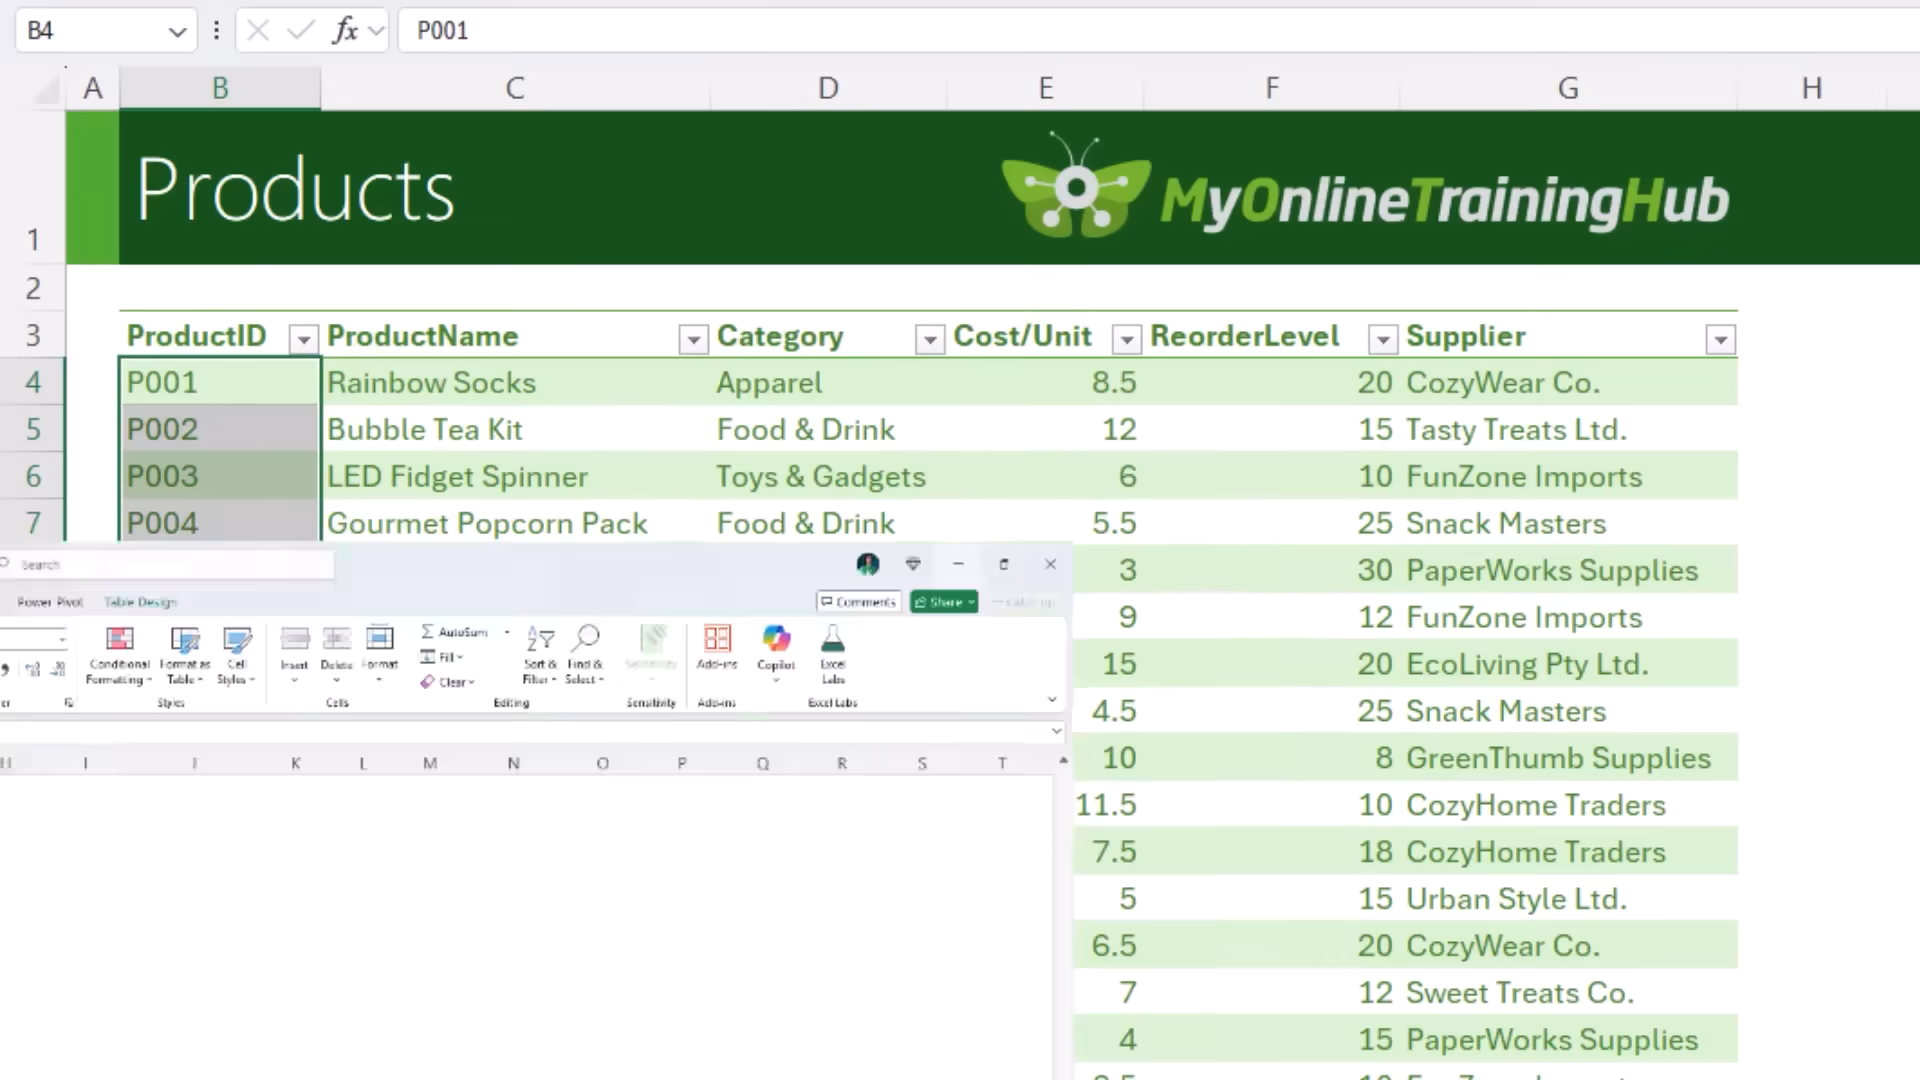 B4 fx P001
A B C D E F G H
Products MyOnlineTrainingHub
1
2
3 ProductID ProductName Category Cost/Unit ReorderLevel Supplier
4 P001 Rainbow Socks Apparel 8.5 20 CozyWear Co.
5 P002 Bubble Tea Kit Food & Drink 12 15 Tasty Treats Ltd.
6 P003 LED Fidget Spinner Toys & Gadgets 6 10 FunZone Imports
7 P004 Gourmet Popcorn Pack Food & Drink 5.5 25 Snack Masters
3 30 PaperWorks Supplies
9 12 FunZone Imports
15 20 EcoLiving Pty Ltd.
4.5 25 Snack Masters
10 8 GreenThumb Supplies
11.5 10 CozyHome Traders
7.5 18 CozyHome Traders
5 15 Urban Style Ltd.
6.5 20 CozyWear Co.
7 12 Sweet Treats Co.
4 15 PaperWorks Supplies
Search
Power Pivot Table Design Comments Share
AutoSum
Fill
Clear
Conditional Formatting
Format as Table
Cell Styles
Insert Delete Format
Sort & Filter
Find & Select
Sensitivity
Add-ins
Copilot
Excel Labs
Styles Cells Editing Sensitivity Add-ins Excel Labs
H I J K L M N O P Q R S T